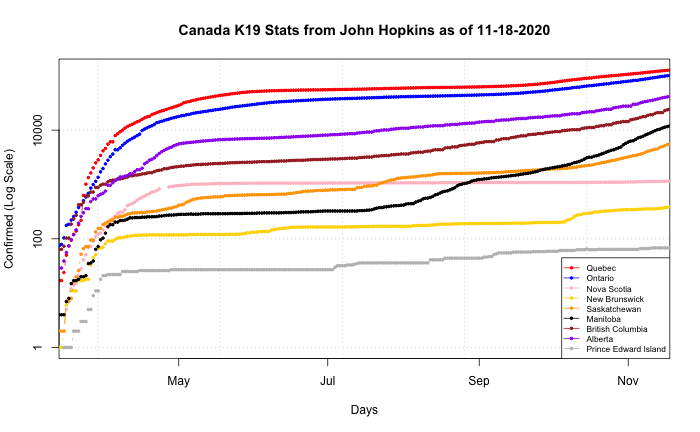 Canada K19 Stats from John Hopkins as of 11-18-2020
Confirmed (Log Scale)
10000
100
1
May
Jul
Sep
Nov
Days
Quebec
Ontario
Nova Scotia
New Brunswick
Saskatchewan
Manitoba
British Columbia
Alberta
Prince Edward Island